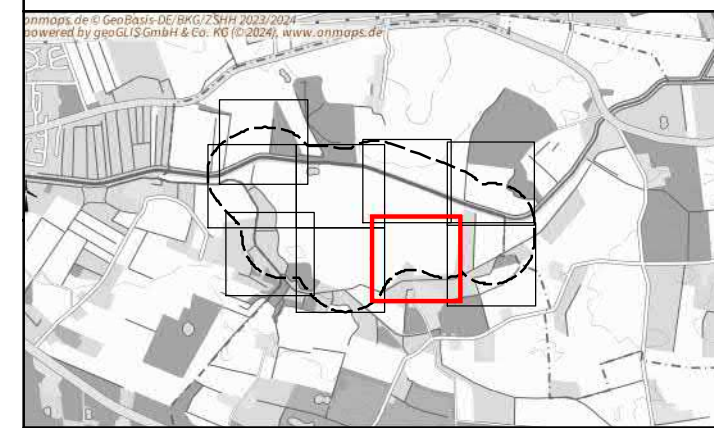 onmaps.de © GeoBasis-DE/BKG/ZSHH 2023/2024
powered by geoGLIS GmbH & Co. KG (©2024), www.onmaps.de